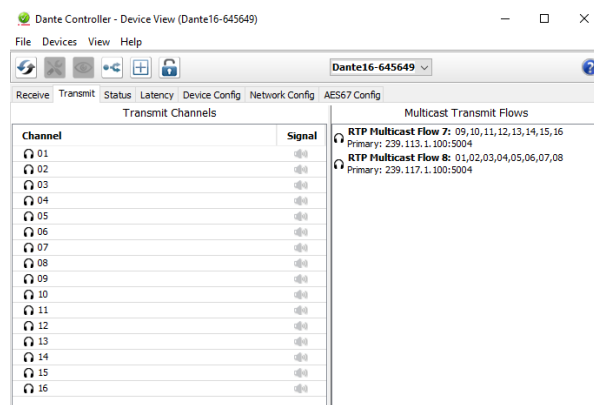 Dante Controller - Device View (Dante16-645649)
File Devices View Help
Dante16-645649
Receive Transmit Status Latency Device Config Network Config AES67 Config
Transmit Channels
Channel Signal
01
02
03
04
05
06
07
08
09
10
11
12
13
14
15
16
Multicast Transmit Flows
RTP Multicast Flow 7: 09,10,11,12,13,14,15,16
Primary: 239.113.1.100:5004
RTP Multicast Flow 8: 01,02,03,04,05,06,07,08
Primary: 239.117.1.100:5004